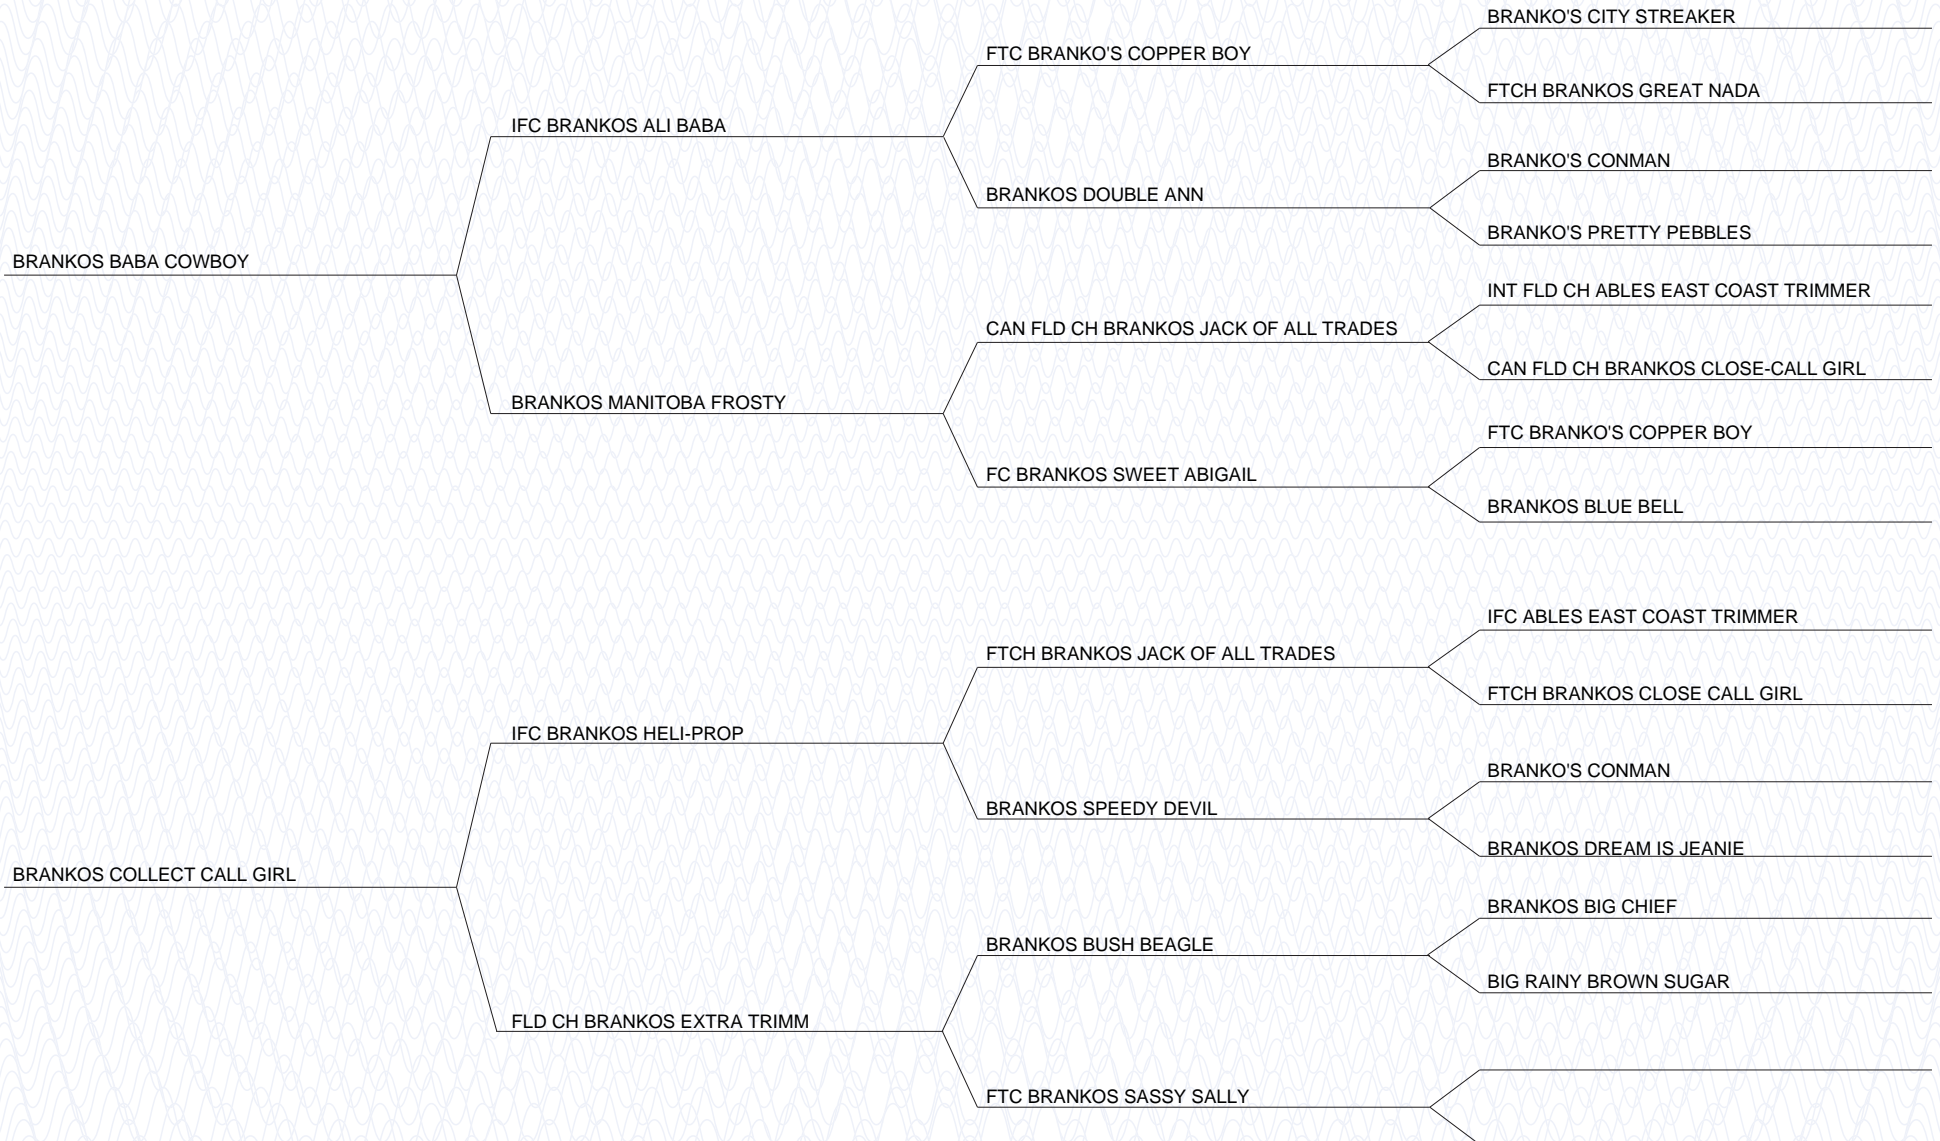 BRANKO'S CITY STREAKER
FTC BRANKO'S COPPER BOY
FTCH BRANKOS GREAT NADA
IFC BRANKOS ALI BABA
BRANKO'S CONMAN
BRANKOS DOUBLE ANN
BRANKO'S PRETTY PEBBLES
BRANKOS BABA COWBOY
INT FLD CH ABLES EAST COAST TRIMMER
CAN FLD CH BRANKOS JACK OF ALL TRADES
CAN FLD CH BRANKOS CLOSE-CALL GIRL
BRANKOS MANITOBA FROSTY
FTC BRANKO'S COPPER BOY
FC BRANKOS SWEET ABIGAIL
BRANKOS BLUE BELL
IFC ABLES EAST COAST TRIMMER
FTCH BRANKOS JACK OF ALL TRADES
FTCH BRANKOS CLOSE CALL GIRL
IFC BRANKOS HELI-PROP
BRANKO'S CONMAN
BRANKOS SPEEDY DEVIL
BRANKOS DREAM IS JEANIE
BRANKOS COLLECT CALL GIRL
BRANKOS BIG CHIEF
BRANKOS BUSH BEAGLE
BIG RAINY BROWN SUGAR
FLD CH BRANKOS EXTRA TRIMM
FTC BRANKOS SASSY SALLY